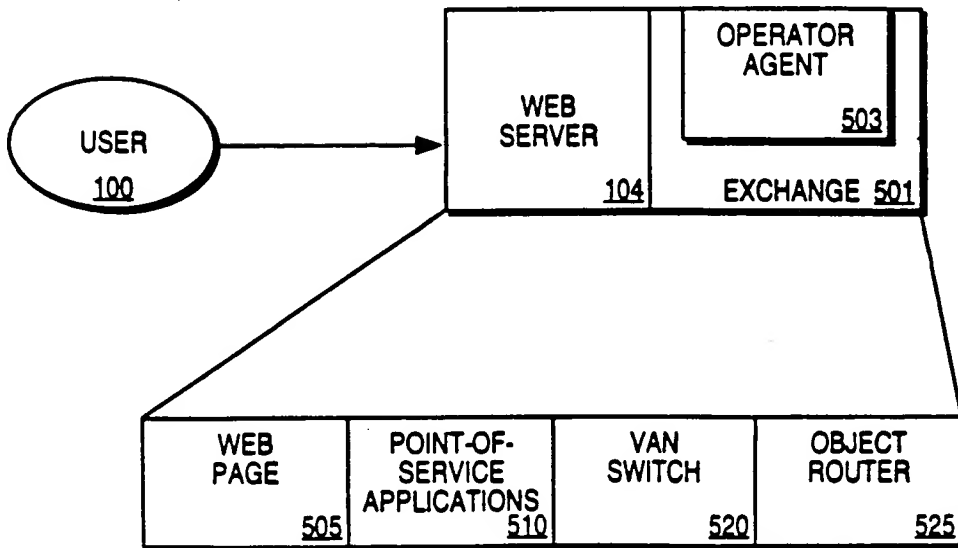 USER
100
WEB
SERVER
104
OPERATOR
AGENT
503
EXCHANGE 501
WEB
PAGE
505
POINT-OF-
SERVICE
APPLICATIONS
510
VAN
SWITCH
520
OBJECT
ROUTER
525